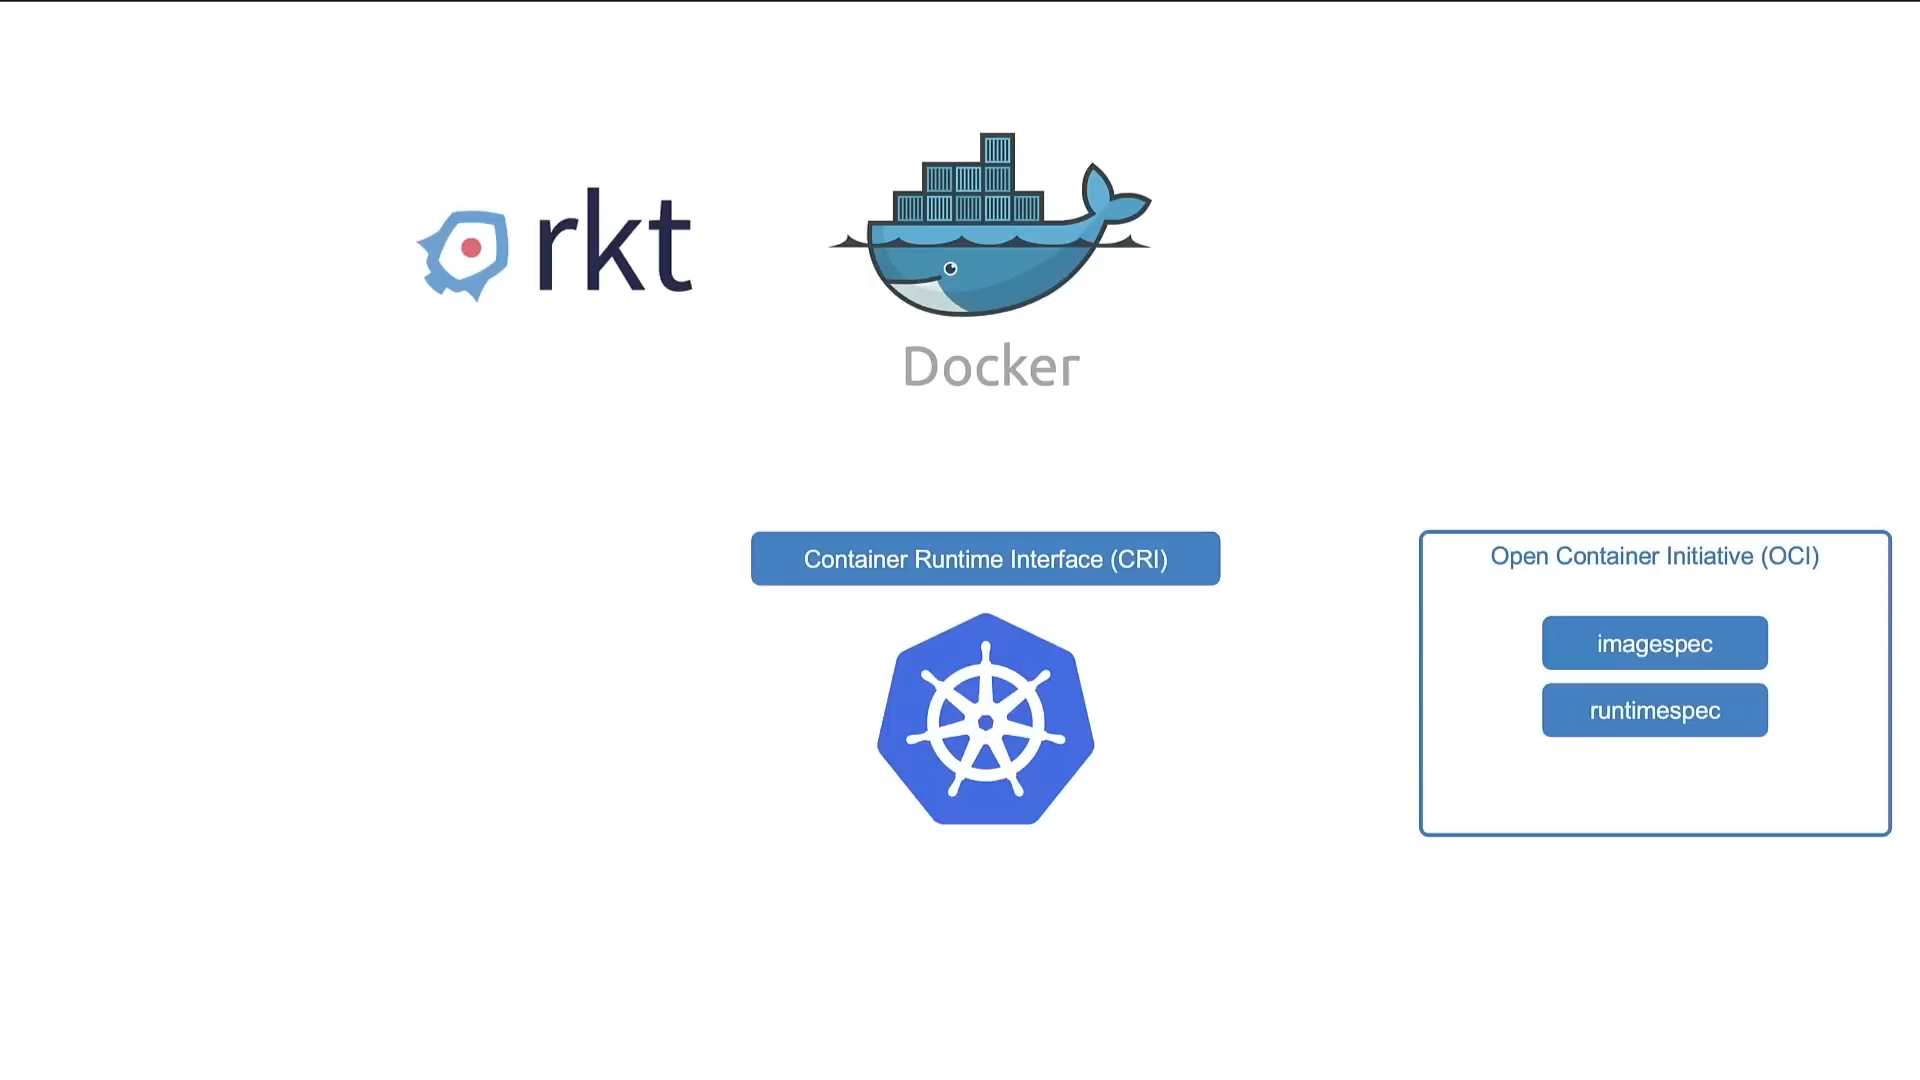 rkt
Docker
Container Runtime Interface (CRI)
Open Container Initiative (OCI)
imagespec
runtimespec